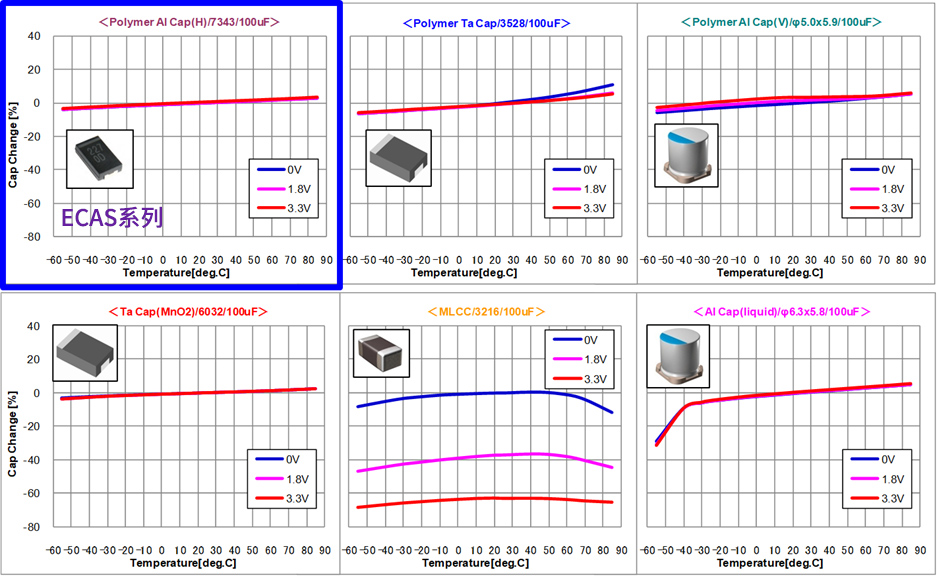 ＜Polymer Al Cap(H)/7343/100uF＞
40
20
0
-20
-40
-60
-80
Cap Change [%]
0V
1.8V
3.3V
227
ECAS系列
-60 -50 -40 -30 -20 -10 0 10 20 30 40 50 60 70 80 90
Temperature[deg.C]
＜Polymer Ta Cap/3528/100uF＞
0V
1.8V
3.3V
-60 -50 -40 -30 -20 -10 0 10 20 30 40 50 60 70 80 90
Temperature[deg.C]
＜Polymer Al Cap(V)/φ5.0x5.9/100uF＞
0V
1.8V
3.3V
-60 -50 -40 -30 -20 -10 0 10 20 30 40 50 60 70 80 90
Temperature[deg.C]
＜Ta Cap(MnO2)/6032/100uF＞
40
20
0
-20
-40
-60
-80
Cap Change [%]
0V
1.8V
3.3V
-60 -50 -40 -30 -20 -10 0 10 20 30 40 50 60 70 80 90
Temperature[deg.C]
＜MLCC/3216/100uF＞
0V
1.8V
3.3V
-60 -50 -40 -30 -20 -10 0 10 20 30 40 50 60 70 80 90
Temperature[deg.C]
＜Al Cap(liquid)/φ6.3x5.8/100uF＞
0V
1.8V
3.3V
-60 -50 -40 -30 -20 -10 0 10 20 30 40 50 60 70 80 90
Temperature[deg.C]